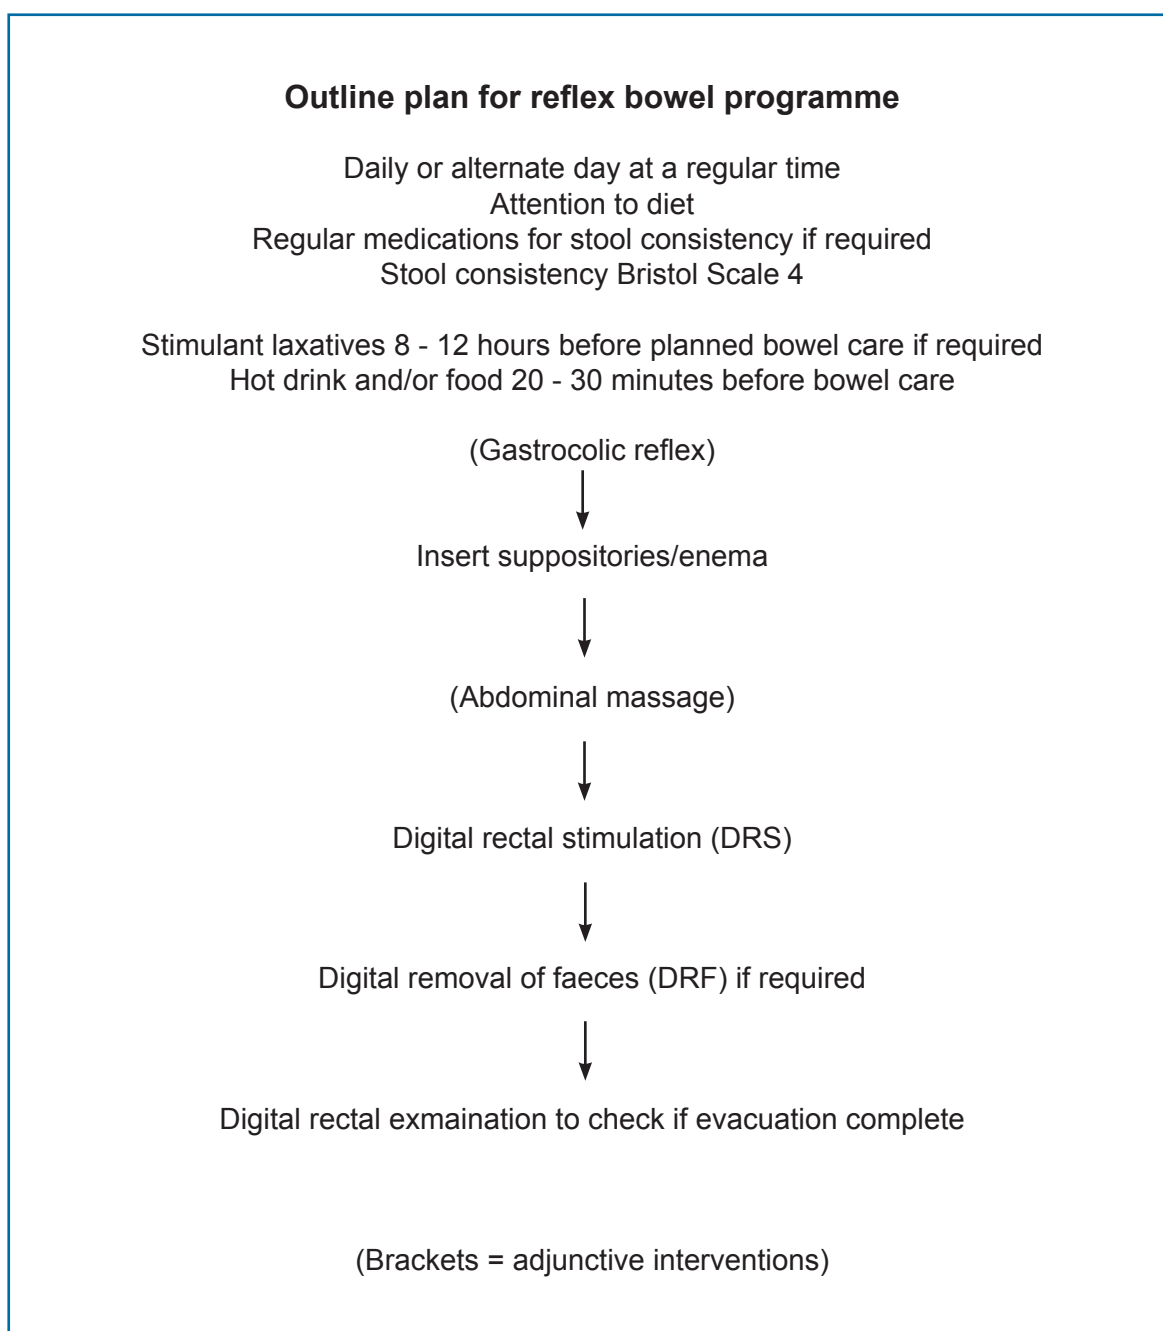 Outline plan for reflex bowel programme
Daily or alternate day at a regular time
Attention to diet
Regular medications for stool consistency if required
Stool consistency Bristol Scale 4
Stimulant laxatives 8 - 12 hours before planned bowel care if required
Hot drink and/or food 20 - 30 minutes before bowel care
(Gastrocolic reflex)
Insert suppositories/enema
(Abdominal massage)
Digital rectal stimulation (DRS)
Digital removal of faeces (DRF) if required
Digital rectal exmaination to check if evacuation complete
(Brackets = adjunctive interventions)